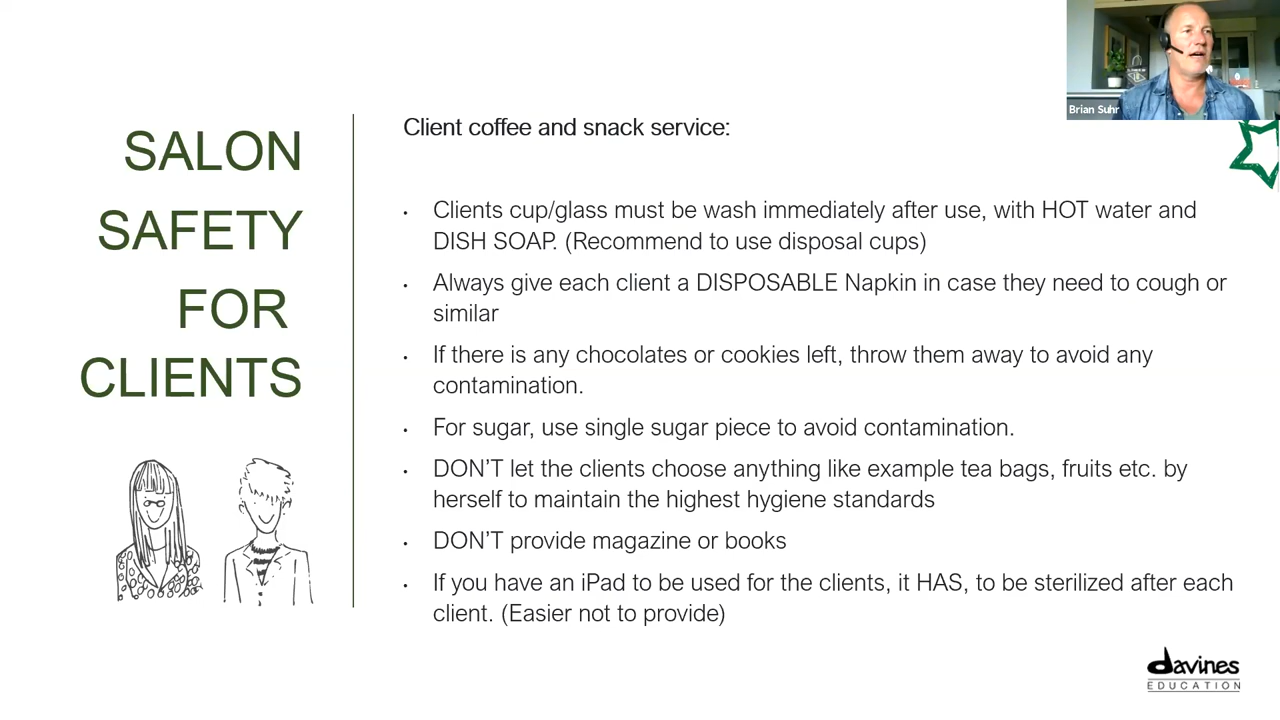 SALON
SAFETY
FOR
CLIENTS
Client coffee and snack service:
• Clients cup/glass must be wash immediately after use, with HOT water and
DISH SOAP. (Recommend to use disposal cups)
• Always give each client a DISPOSABLE Napkin in case they need to cough or
similar
• If there is any chocolates or cookies left, throw them away to avoid any
contamination.
• For sugar, use single sugar piece to avoid contamination.
• DON'T let the clients choose anything like example tea bags, fruits etc. by
herself to maintain the highest hygiene standards
• DON'T provide magazine or books
• If you have an iPad to be used for the clients, it HAS, to be sterilized after each
client. (Easier not to provide)
Brian Suhr
davines
EDUCATION